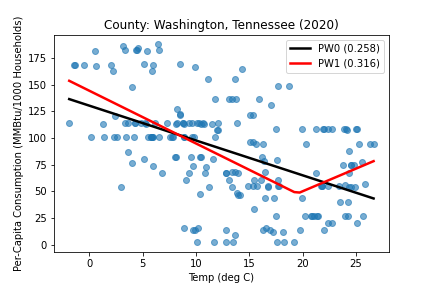 County: Washington, Tennessee (2020)
PW0 (0.258)
PW1 (0.316)
Per-Capita Consumption (MMBtu/1000 Households)
175
150
125
100
75
50
25
0
0 5 10 15 20 25
Temp (deg C)